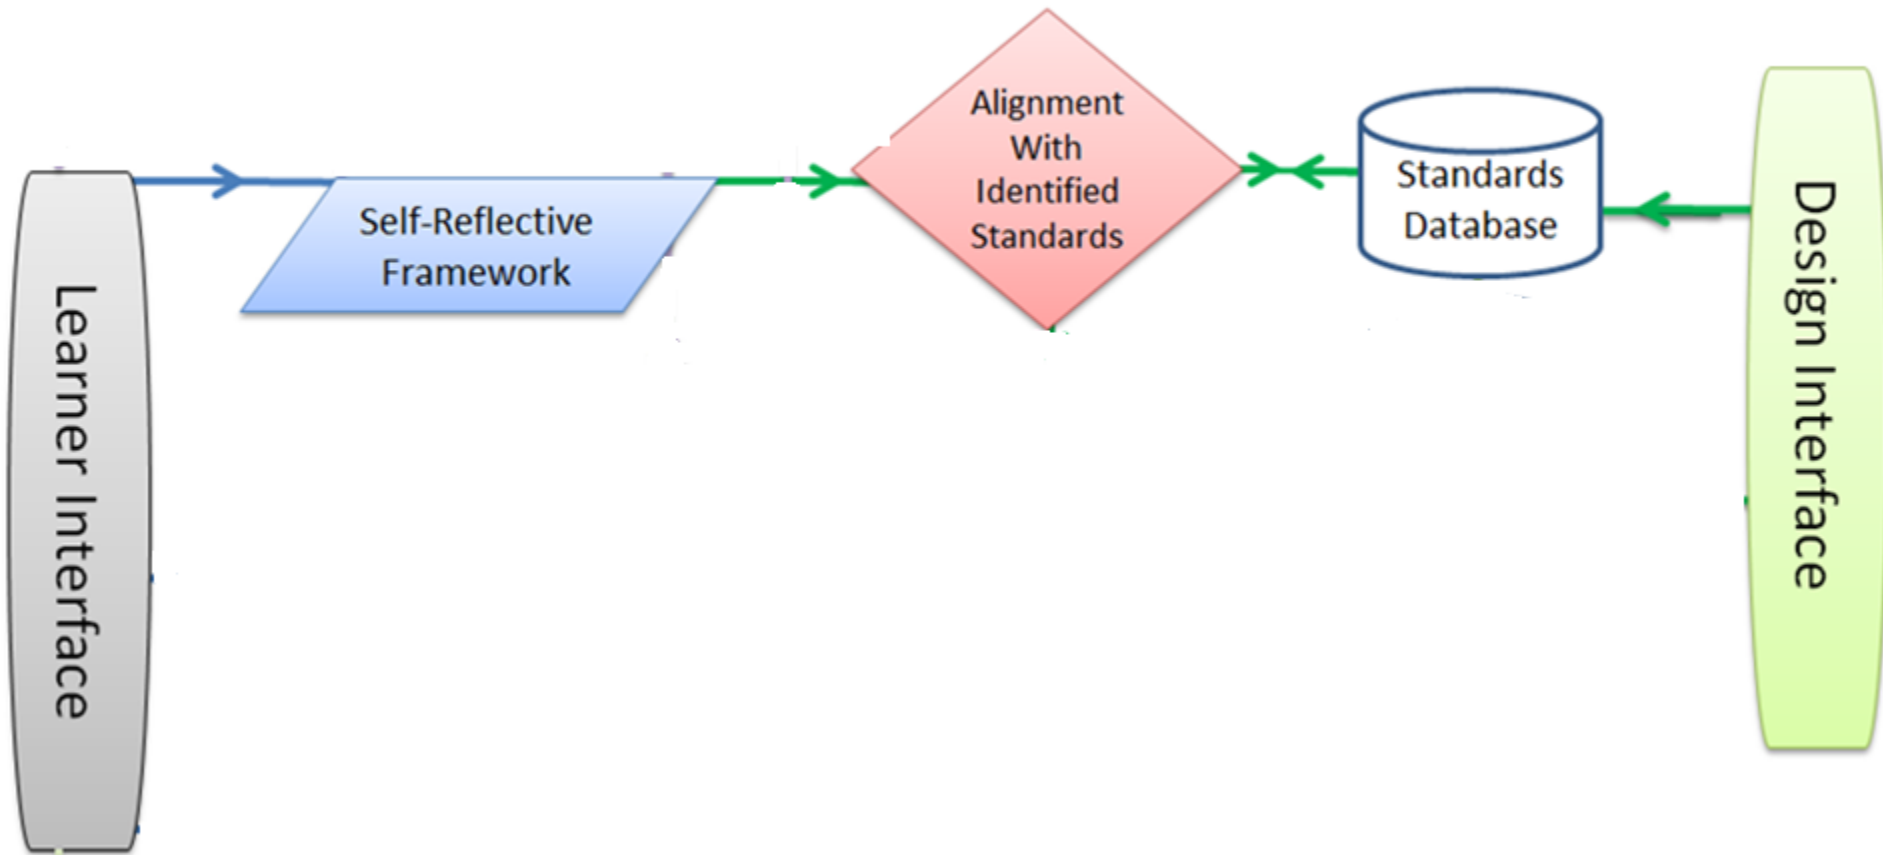 Learner Interface
Self-Reflective
Framework
Alignment
With
Identified
Standards
Standards
Database
Design Interface